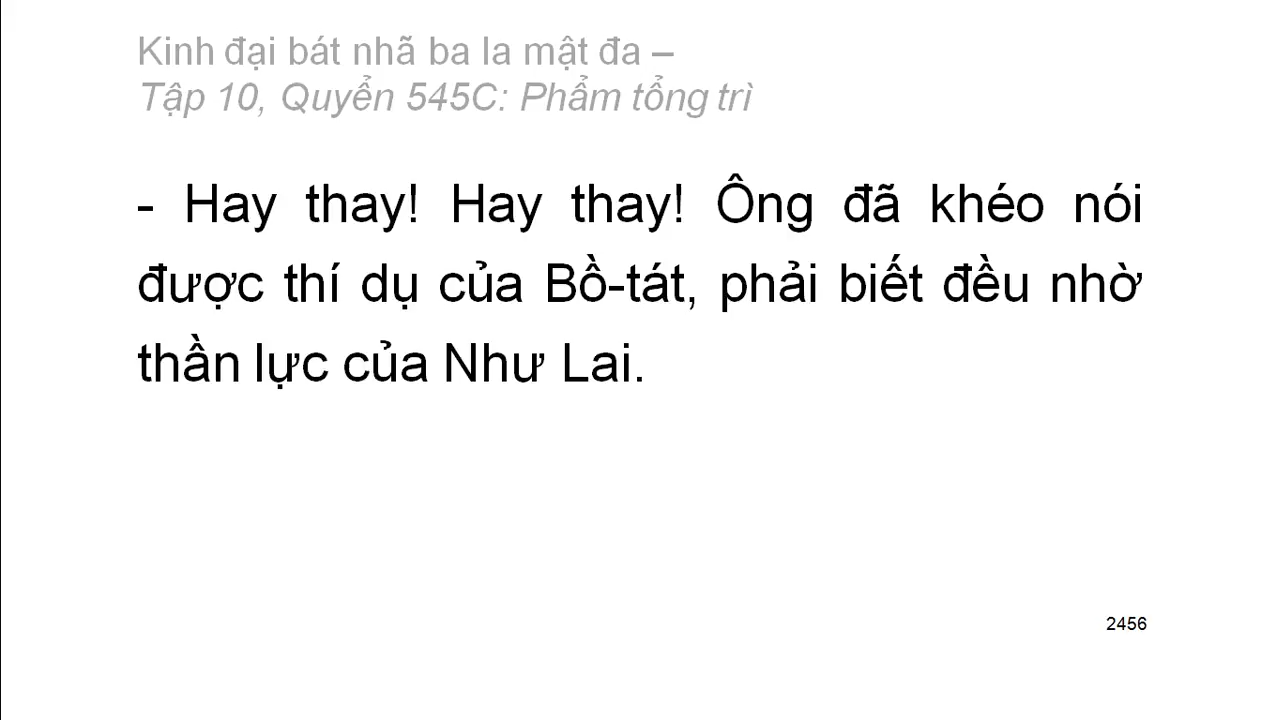 Kinh đại bát nhã ba la mật đa –
Tập 10, Quyển 545C: Phẩm tổng trì
- Hay thay! Hay thay! Ông đã khéo nói
được thí dụ của Bồ-tát, phải biết đều nhờ
thần lực của Như Lai.
2456